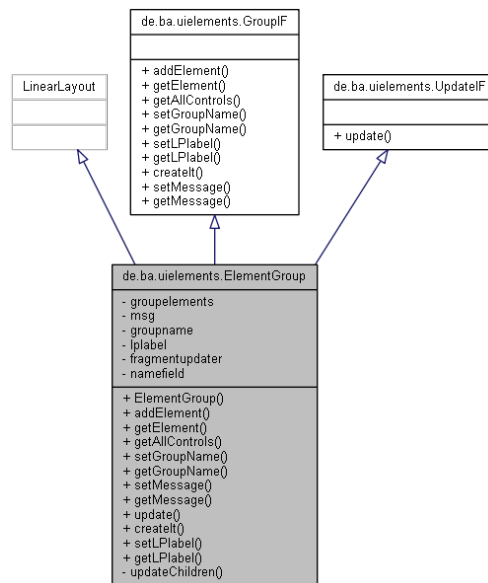 de.ba.uielements.GroupIF
+ addElement()
+ getElement()
+ getAllControls()
+ setGroupName()
+ getGroupName()
+ setLPlabel()
+ getLPlabel()
+ createIt()
+ setMessage()
+ getMessage()
LinearLayout
de.ba.uielements.UpdateIF
+ update()
de.ba.uielements.ElementGroup
- groupelements
- msg
- groupname
- lplabel
- fragmentupdater
- namefield
+ ElementGroup()
+ addElement()
+ getElement()
+ getAllControls()
+ setGroupName()
+ getGroupName()
+ setMessage()
+ getMessage()
+ update()
+ createIt()
+ setLPlabel()
+ getLPlabel()
- updateChildren()